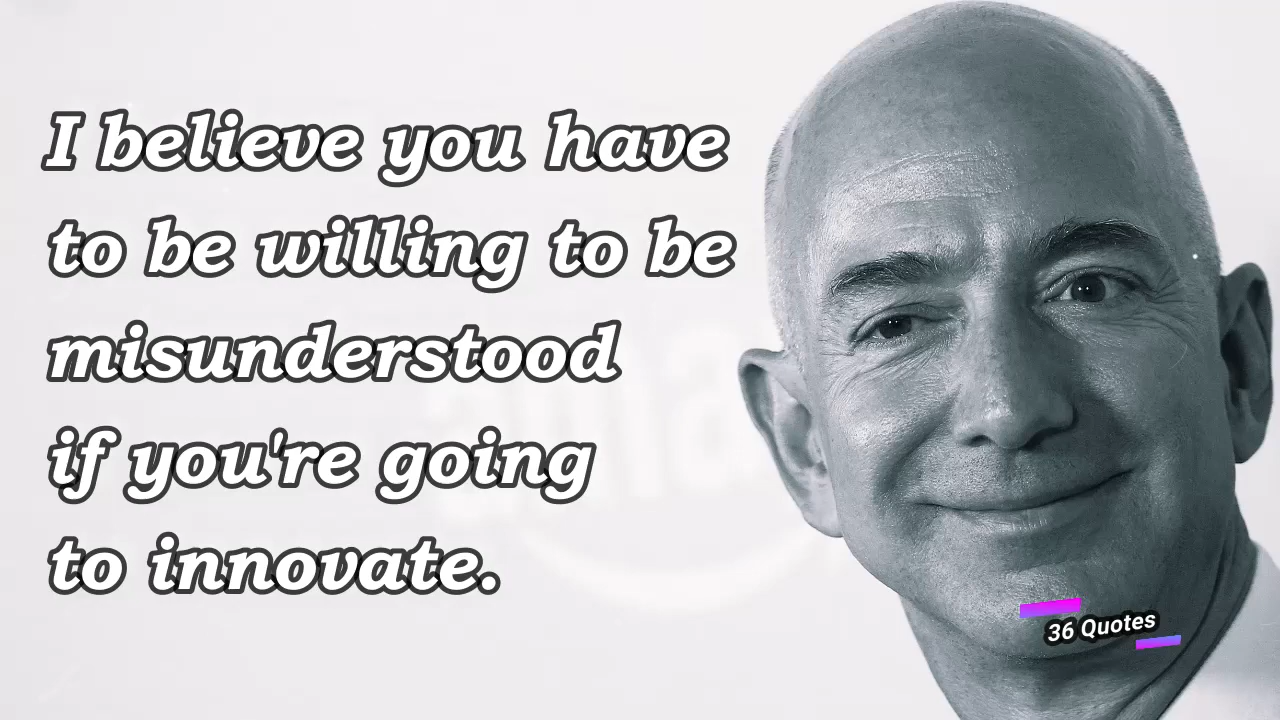 I believe you have
to be willing to be
misunderstood
if you're going
to innovate.
36 Quotes